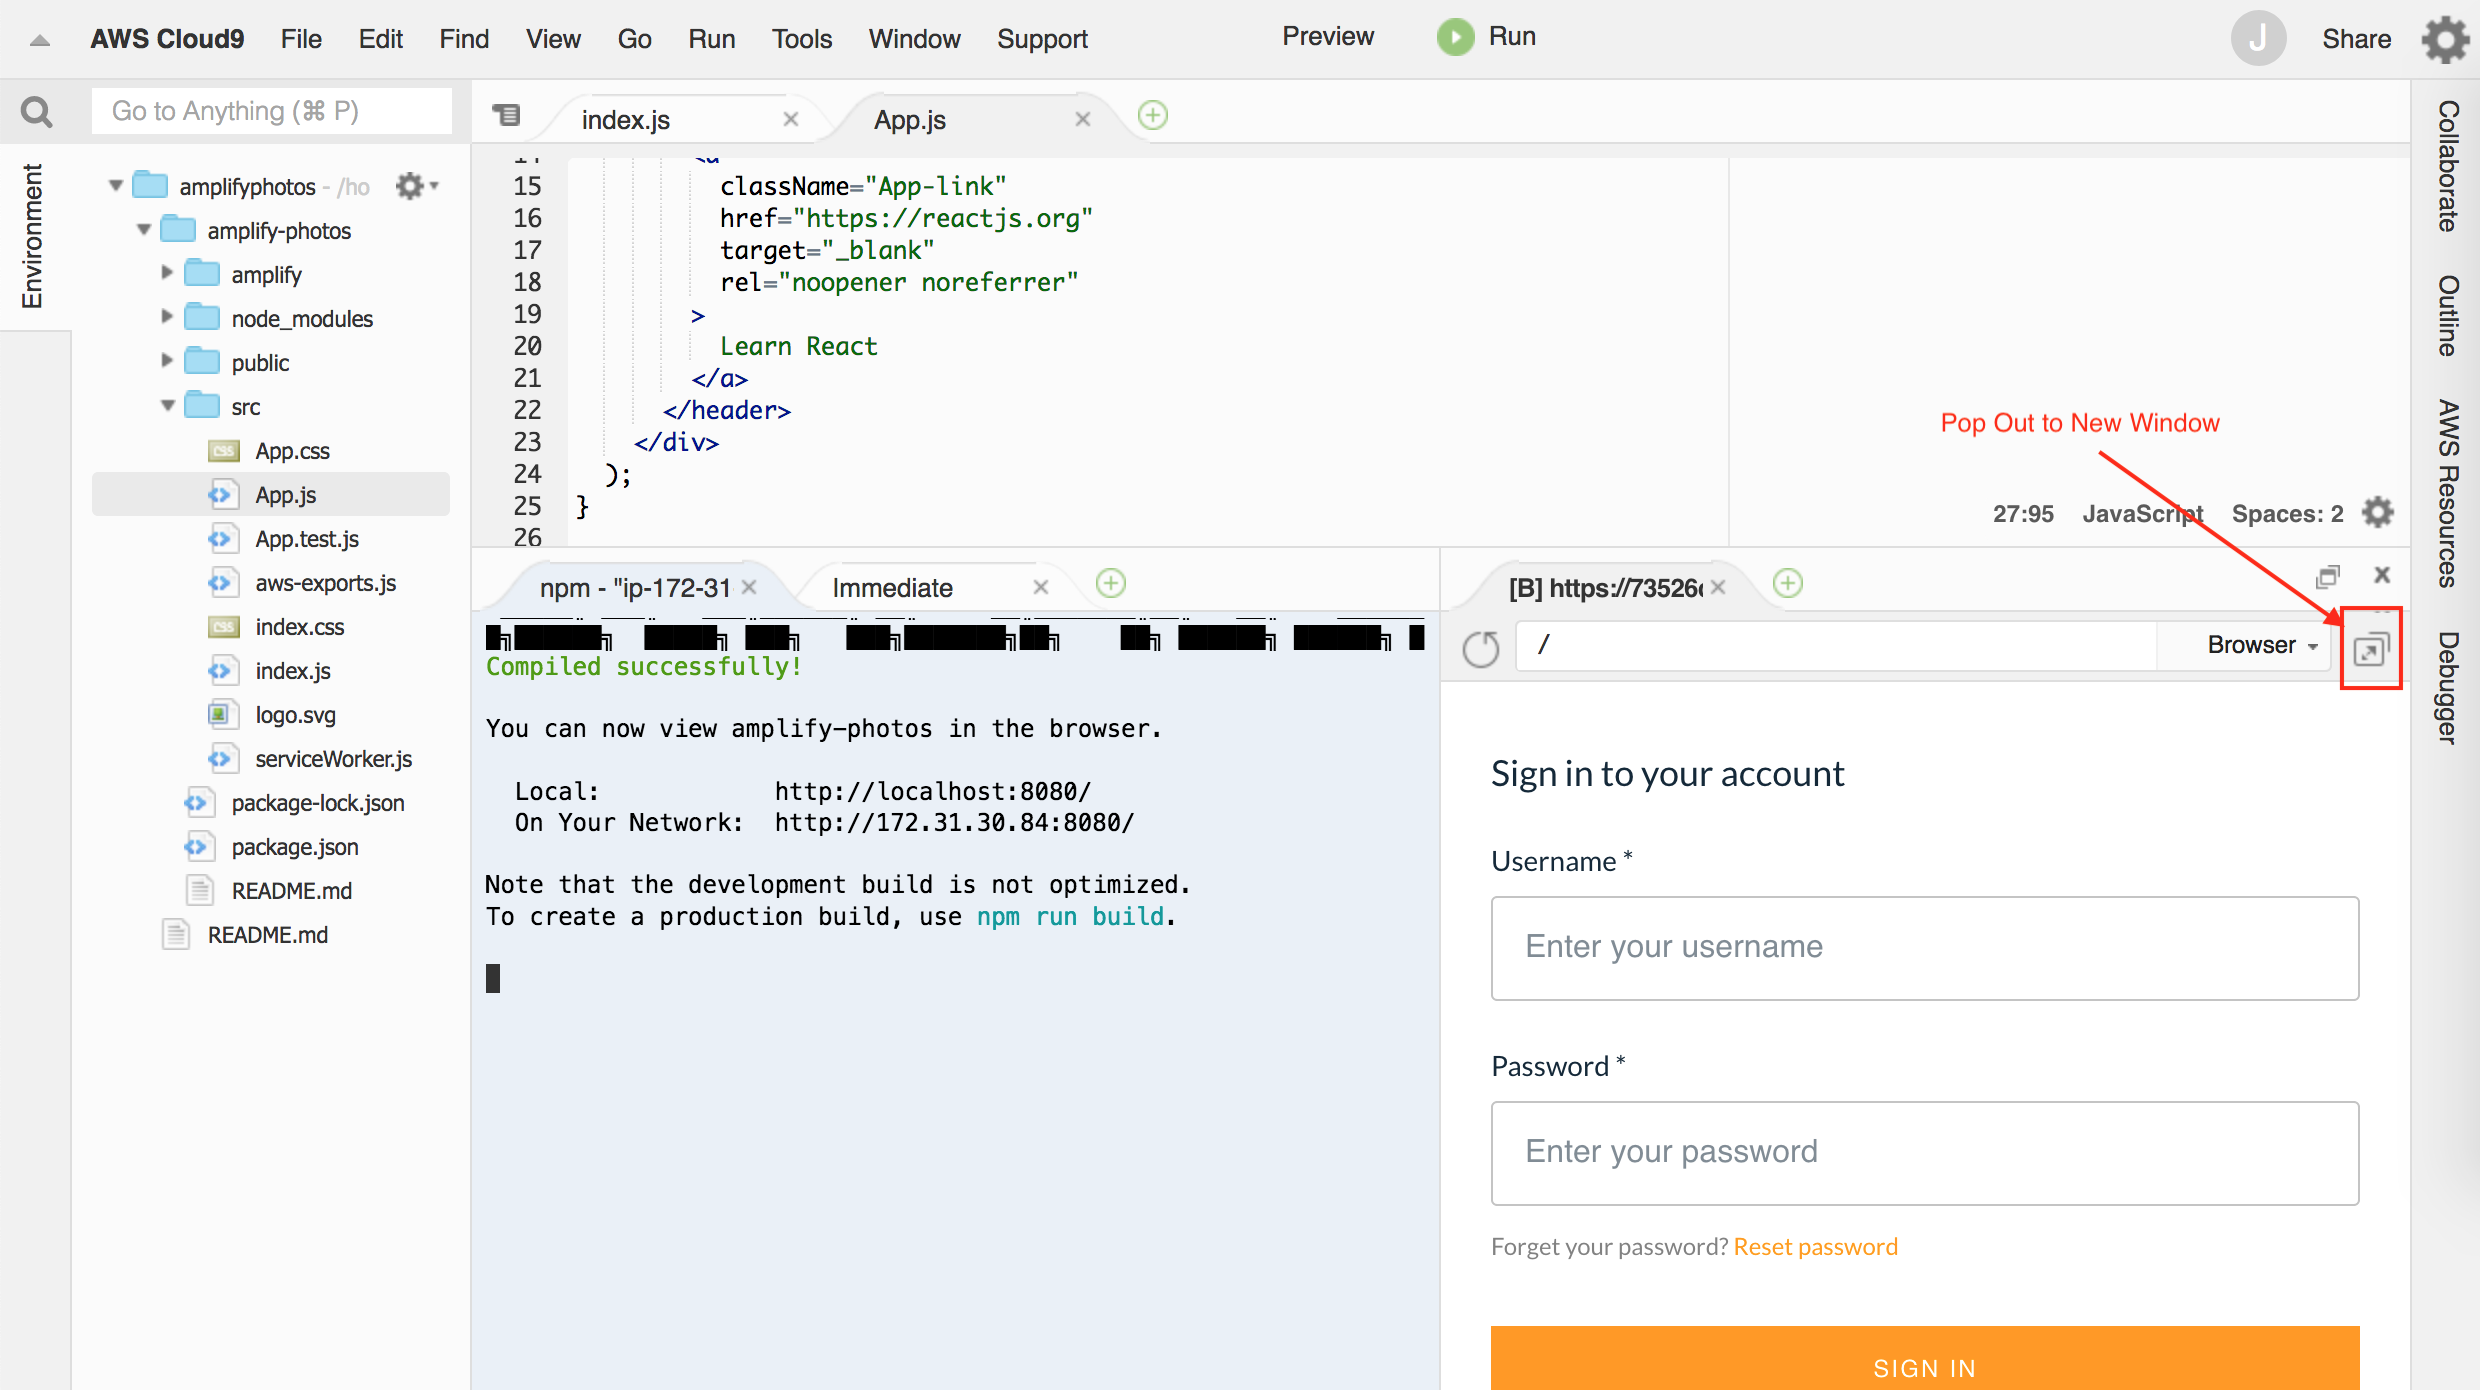 AWS Cloud9 File Edit Find View Go Run Tools Window Support Preview Run J Share
Go to Anything (⌘ P)
index.js
App.js
Environment
amplifyphotos - /ho
amplify-photos
amplify
node_modules
public
src
App.css
App.js
App.test.js
aws-exports.js
index.css
index.js
logo.svg
serviceWorker.js
package-lock.json
package.json
README.md
README.md
15 className="App-link"
16 href="https://reactjs.org"
17 target="_blank"
18 rel="noopener noreferrer"
19 >
20 Learn React
21 </a>
22 </header>
23 </div>
24 );
25 }
26
Pop Out to New Window
27:95 JavaScript Spaces: 2
npm - "ip-172-31
Immediate
Compiled successfully!
You can now view amplify-photos in the browser.
Local: http://localhost:8080/
On Your Network: http://172.31.30.84:8080/
Note that the development build is not optimized.
To create a production build, use npm run build.
[B] https://73526
/ Browser
Sign in to your account
Username *
Enter your username
Password *
Enter your password
Forget your password? Reset password
SIGN IN
Collaborate
Outline
AWS Resources
Debugger